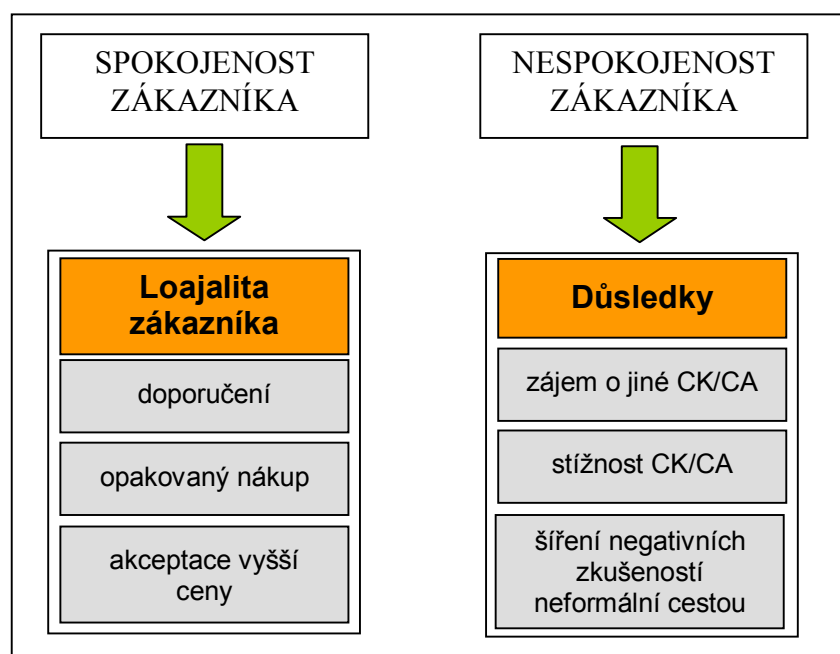 SPOKOJENOST
ZÁKAZNÍKA
Loajalita
zákazníka
doporučení
opakovaný nákup
akceptace vyšší
ceny
NESPOKOJENOST
ZÁKAZNÍKA
Důsledky
zájem o jiné CK/CA
stížnost CK/CA
šíření negativních
zkušeností
neformální cestou